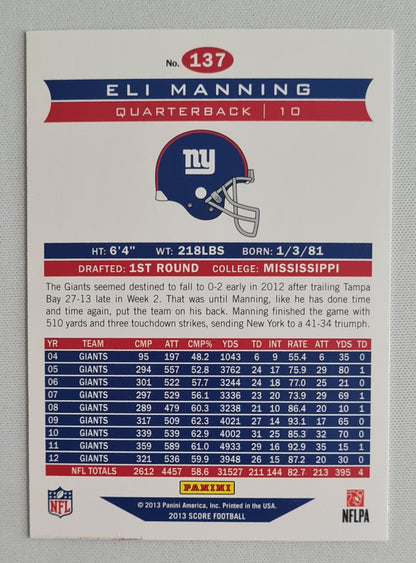 No. 137
ELI MANNING
QUARTERBACK | 10
ny
HT: 6'4" WT: 218LBS BORN: 1/3/81
DRAFTED: 1ST ROUND COLLEGE: MISSISSIPPI
The Giants seemed destined to fall to 0-2 early in 2012 after trailing Tampa
Bay 27-13 late in Week 2. That was until Manning, like he has done time
and time again, put the team on his back. Manning finished the game with
510 yards and three touchdown strikes, sending New York to a 41-34 triumph.
YR TEAM CMP ATT CMP% YDS TD INT RATE ATT YDS TD
04 GIANTS 95 197 48.2 1043 6 9 55.4 6 35 0
05 GIANTS 294 557 52.8 3762 24 17 75.9 29 80 1
06 GIANTS 301 522 57.7 3244 24 18 77.0 25 21 0
07 GIANTS 297 529 56.1 3336 23 20 73.9 29 69 1
08 GIANTS 289 479 60.3 3238 21 10 86.4 20 10 1
09 GIANTS 317 509 62.3 4021 27 14 93.1 17 65 0
10 GIANTS 339 539 62.9 4002 31 25 85.3 32 70 0
11 GIANTS 359 589 61.0 4933 29 16 92.9 35 15 1
12 GIANTS 321 536 59.9 3948 26 15 87.2 20 30 0
NFL TOTALS 2612 4457 58.6 31527 211 144 82.7 213 395 4
PANINI
NFL
© 2013 Panini America, Inc. Printed in the USA.
2013 SCORE FOOTBALL
NFLPA